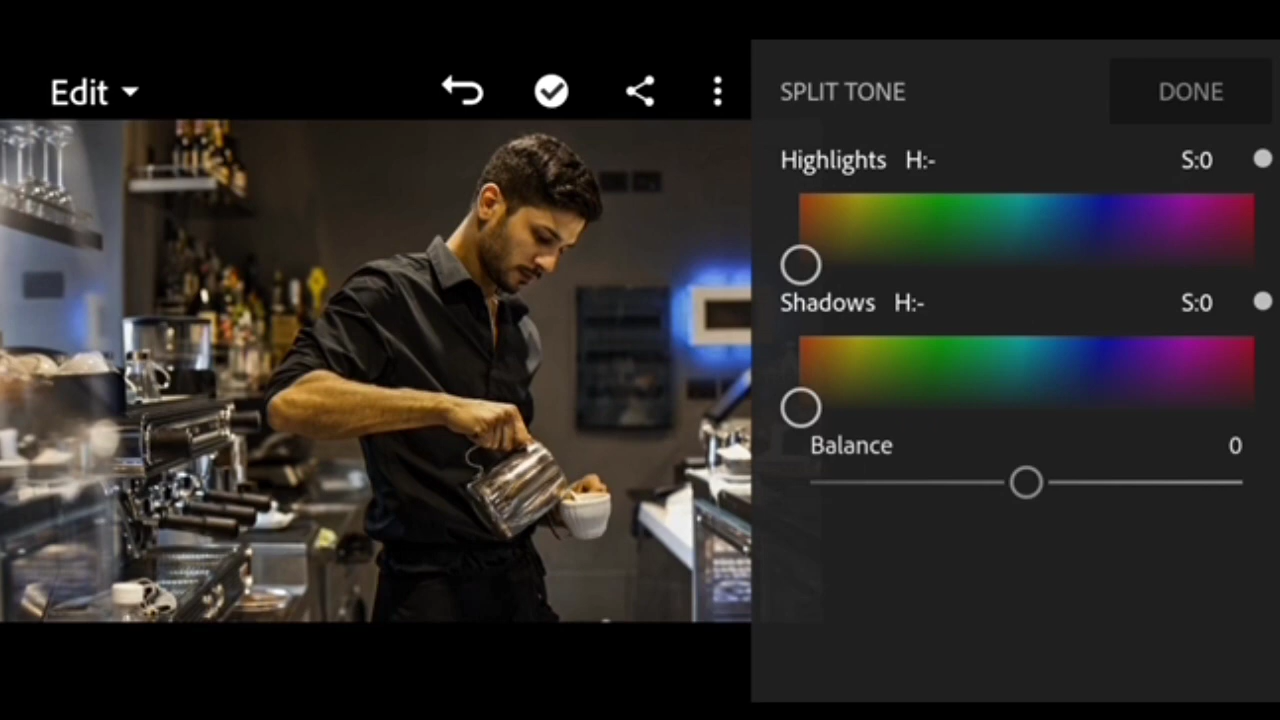 Edit
SPLIT TONE
DONE
Highlights H:-
S:0
Shadows H:-
S:0
Balance
0